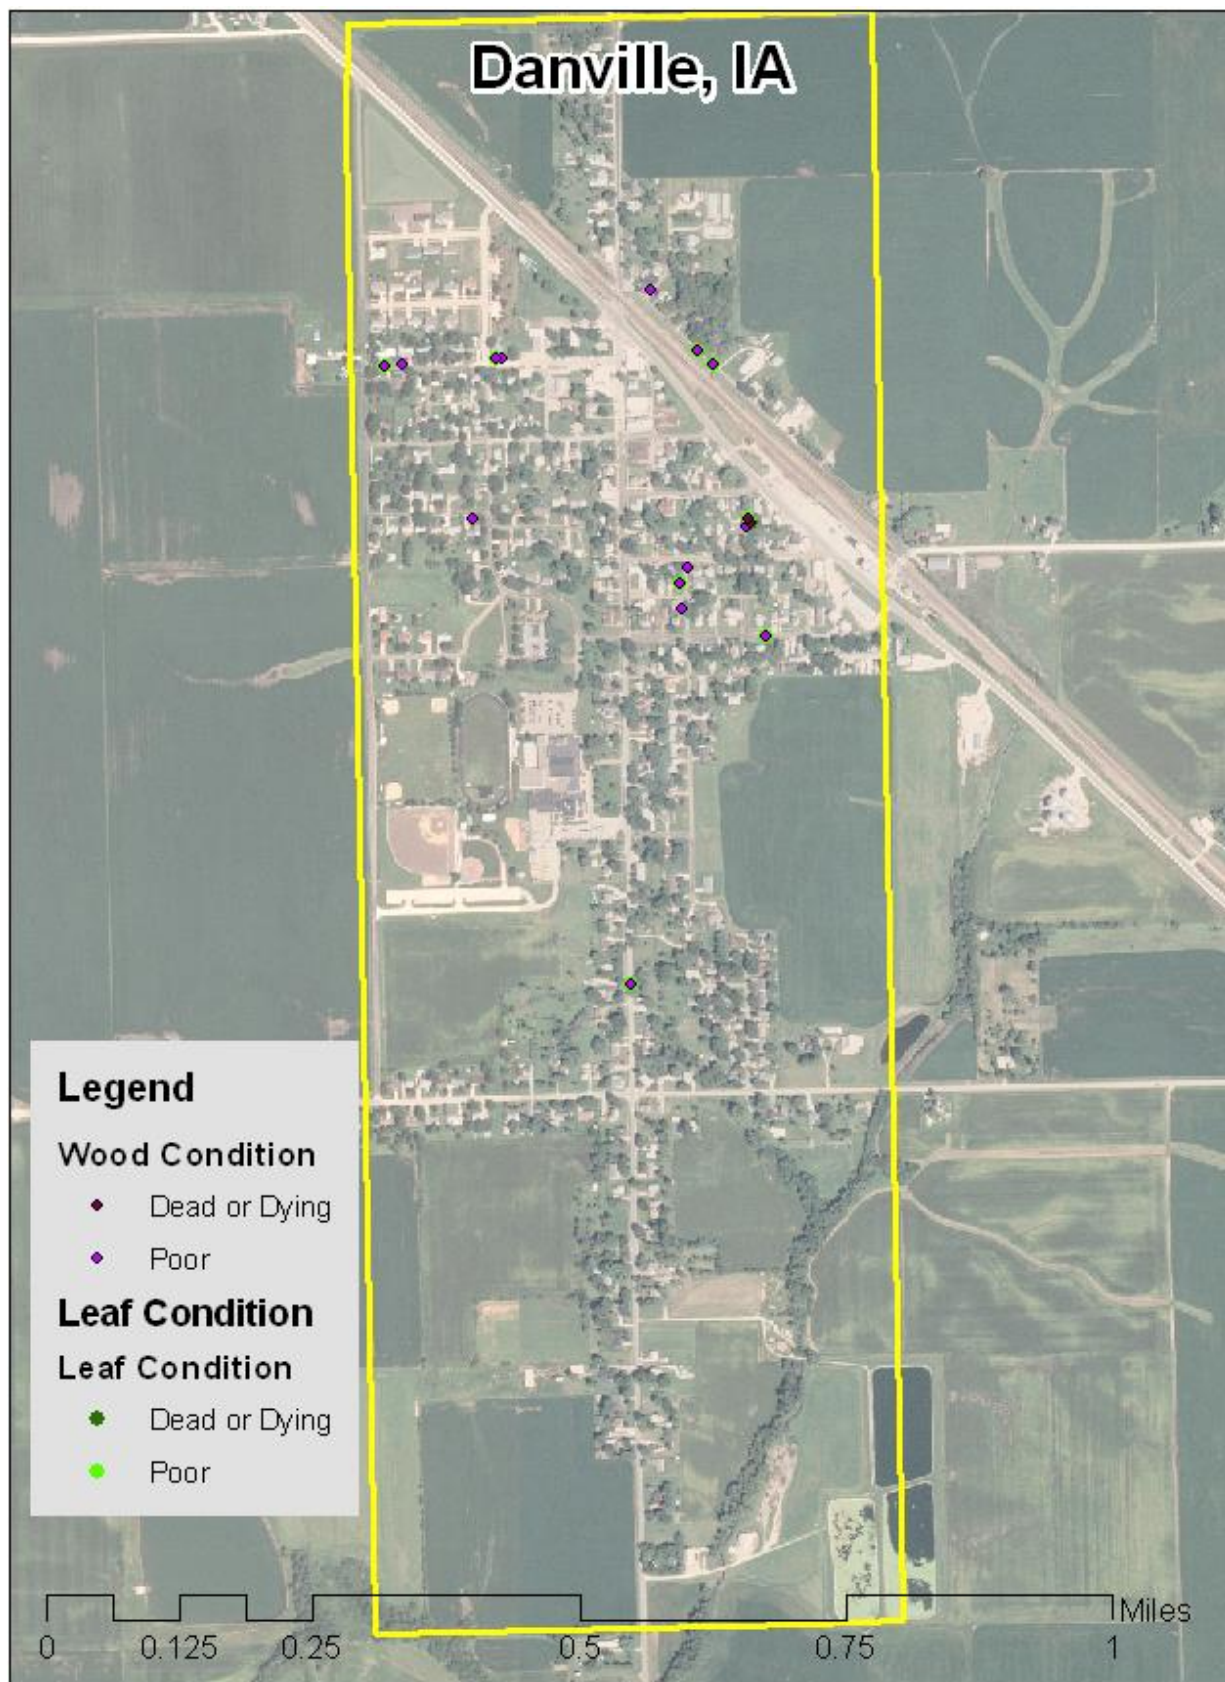 Danville, IA
Legend
Wood Condition
Dead or Dying
Poor
Leaf Condition
Leaf Condition
Dead or Dying
Poor
Miles
0 0.125 0.25 0.5 0.75 1